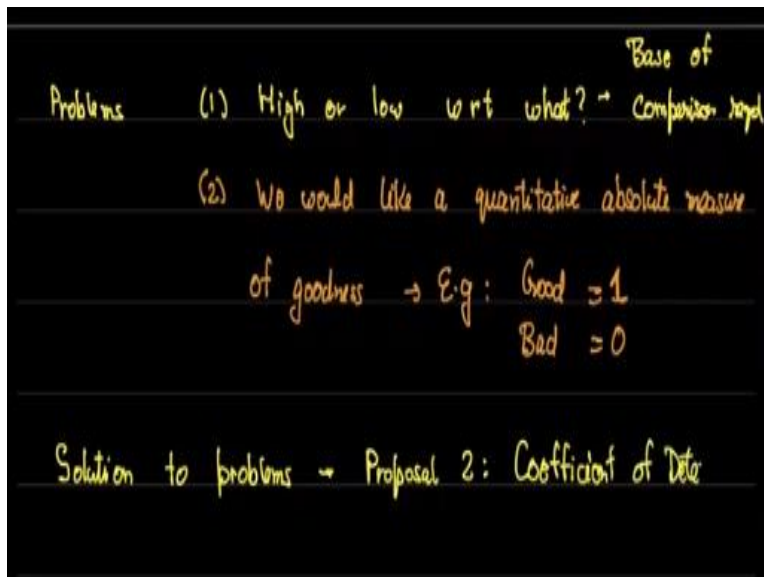 Base of
Problems (1) High or low wrt what? → Comparison reqd
(2) We would like a quantitative absolute measure
of goodness → E.g: Good = 1
Bad = 0
Solution to problems - Proposal 2: Coefficient of Dete